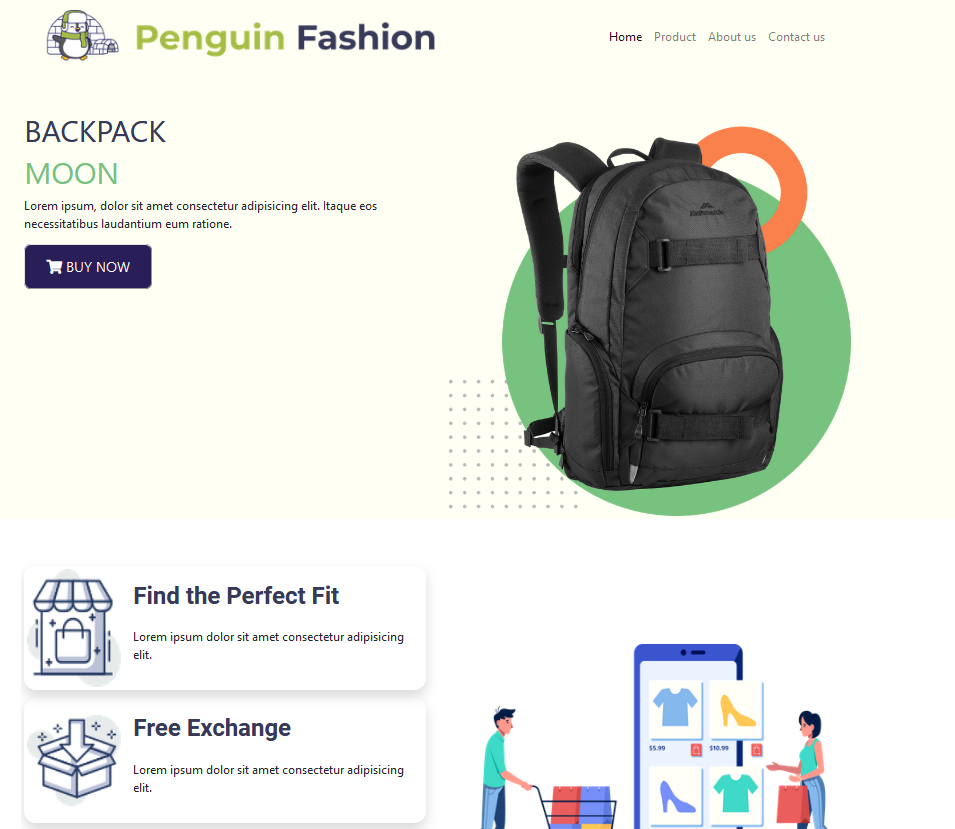 Penguin Fashion
Home Product About us Contact us
BACKPACK
MOON
Lorem ipsum, dolor sit amet consectetur adipisicing elit. Itaque eos
necessitatibus laudantium eum ratione.
BUY NOW
Find the Perfect Fit
Lorem ipsum dolor sit amet consectetur adipisicing
elit.
Free Exchange
Lorem ipsum dolor sit amet consectetur adipisicing
elit.
$5.99 $10.99